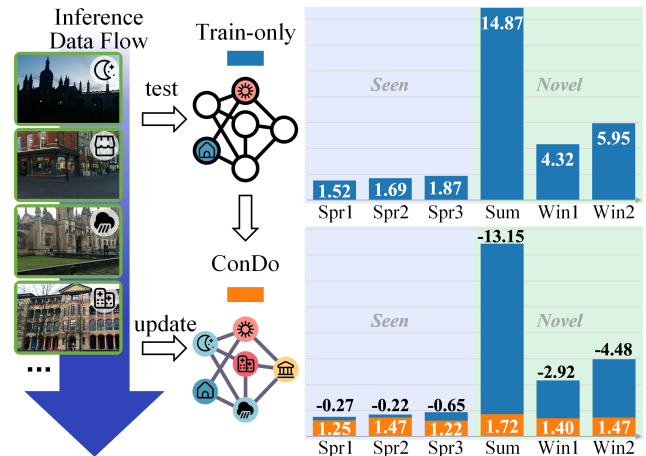 Inference
Data Flow
Train-only
test
Seen
Novel
14.87
1.52
1.69
1.87
4.32
5.95
Spr1
Spr2
Spr3
Sum
Win1
Win2
ConDo
update
...
Seen
Novel
-13.15
-0.27
-0.22
-0.65
-2.92
-4.48
1.25
1.47
1.22
1.72
1.40
1.47
Spr1
Spr2
Spr3
Sum
Win1
Win2